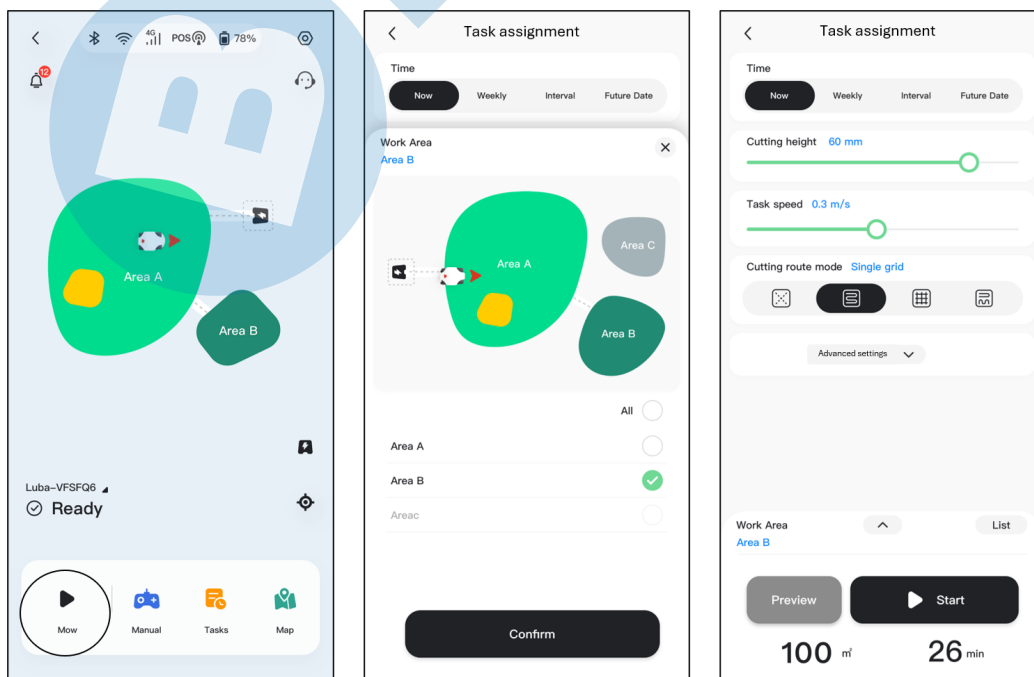 4G POS 78%
12
Area A
Area B
Luba-VFSFQ6
Ready
Mow Manual Tasks Map
Task assignment
Time
Now Weekly Interval Future Date
Work Area
Area B
Area C
Area A
Area B
All
Area A
Area B
Areac
Confirm
Task assignment
Time
Now Weekly Interval Future Date
Cutting height 60 mm
Task speed 0.3 m/s
Cutting route mode Single grid
Advanced settings
Work Area List
Area B
Preview Start
100 ㎡ 26 min